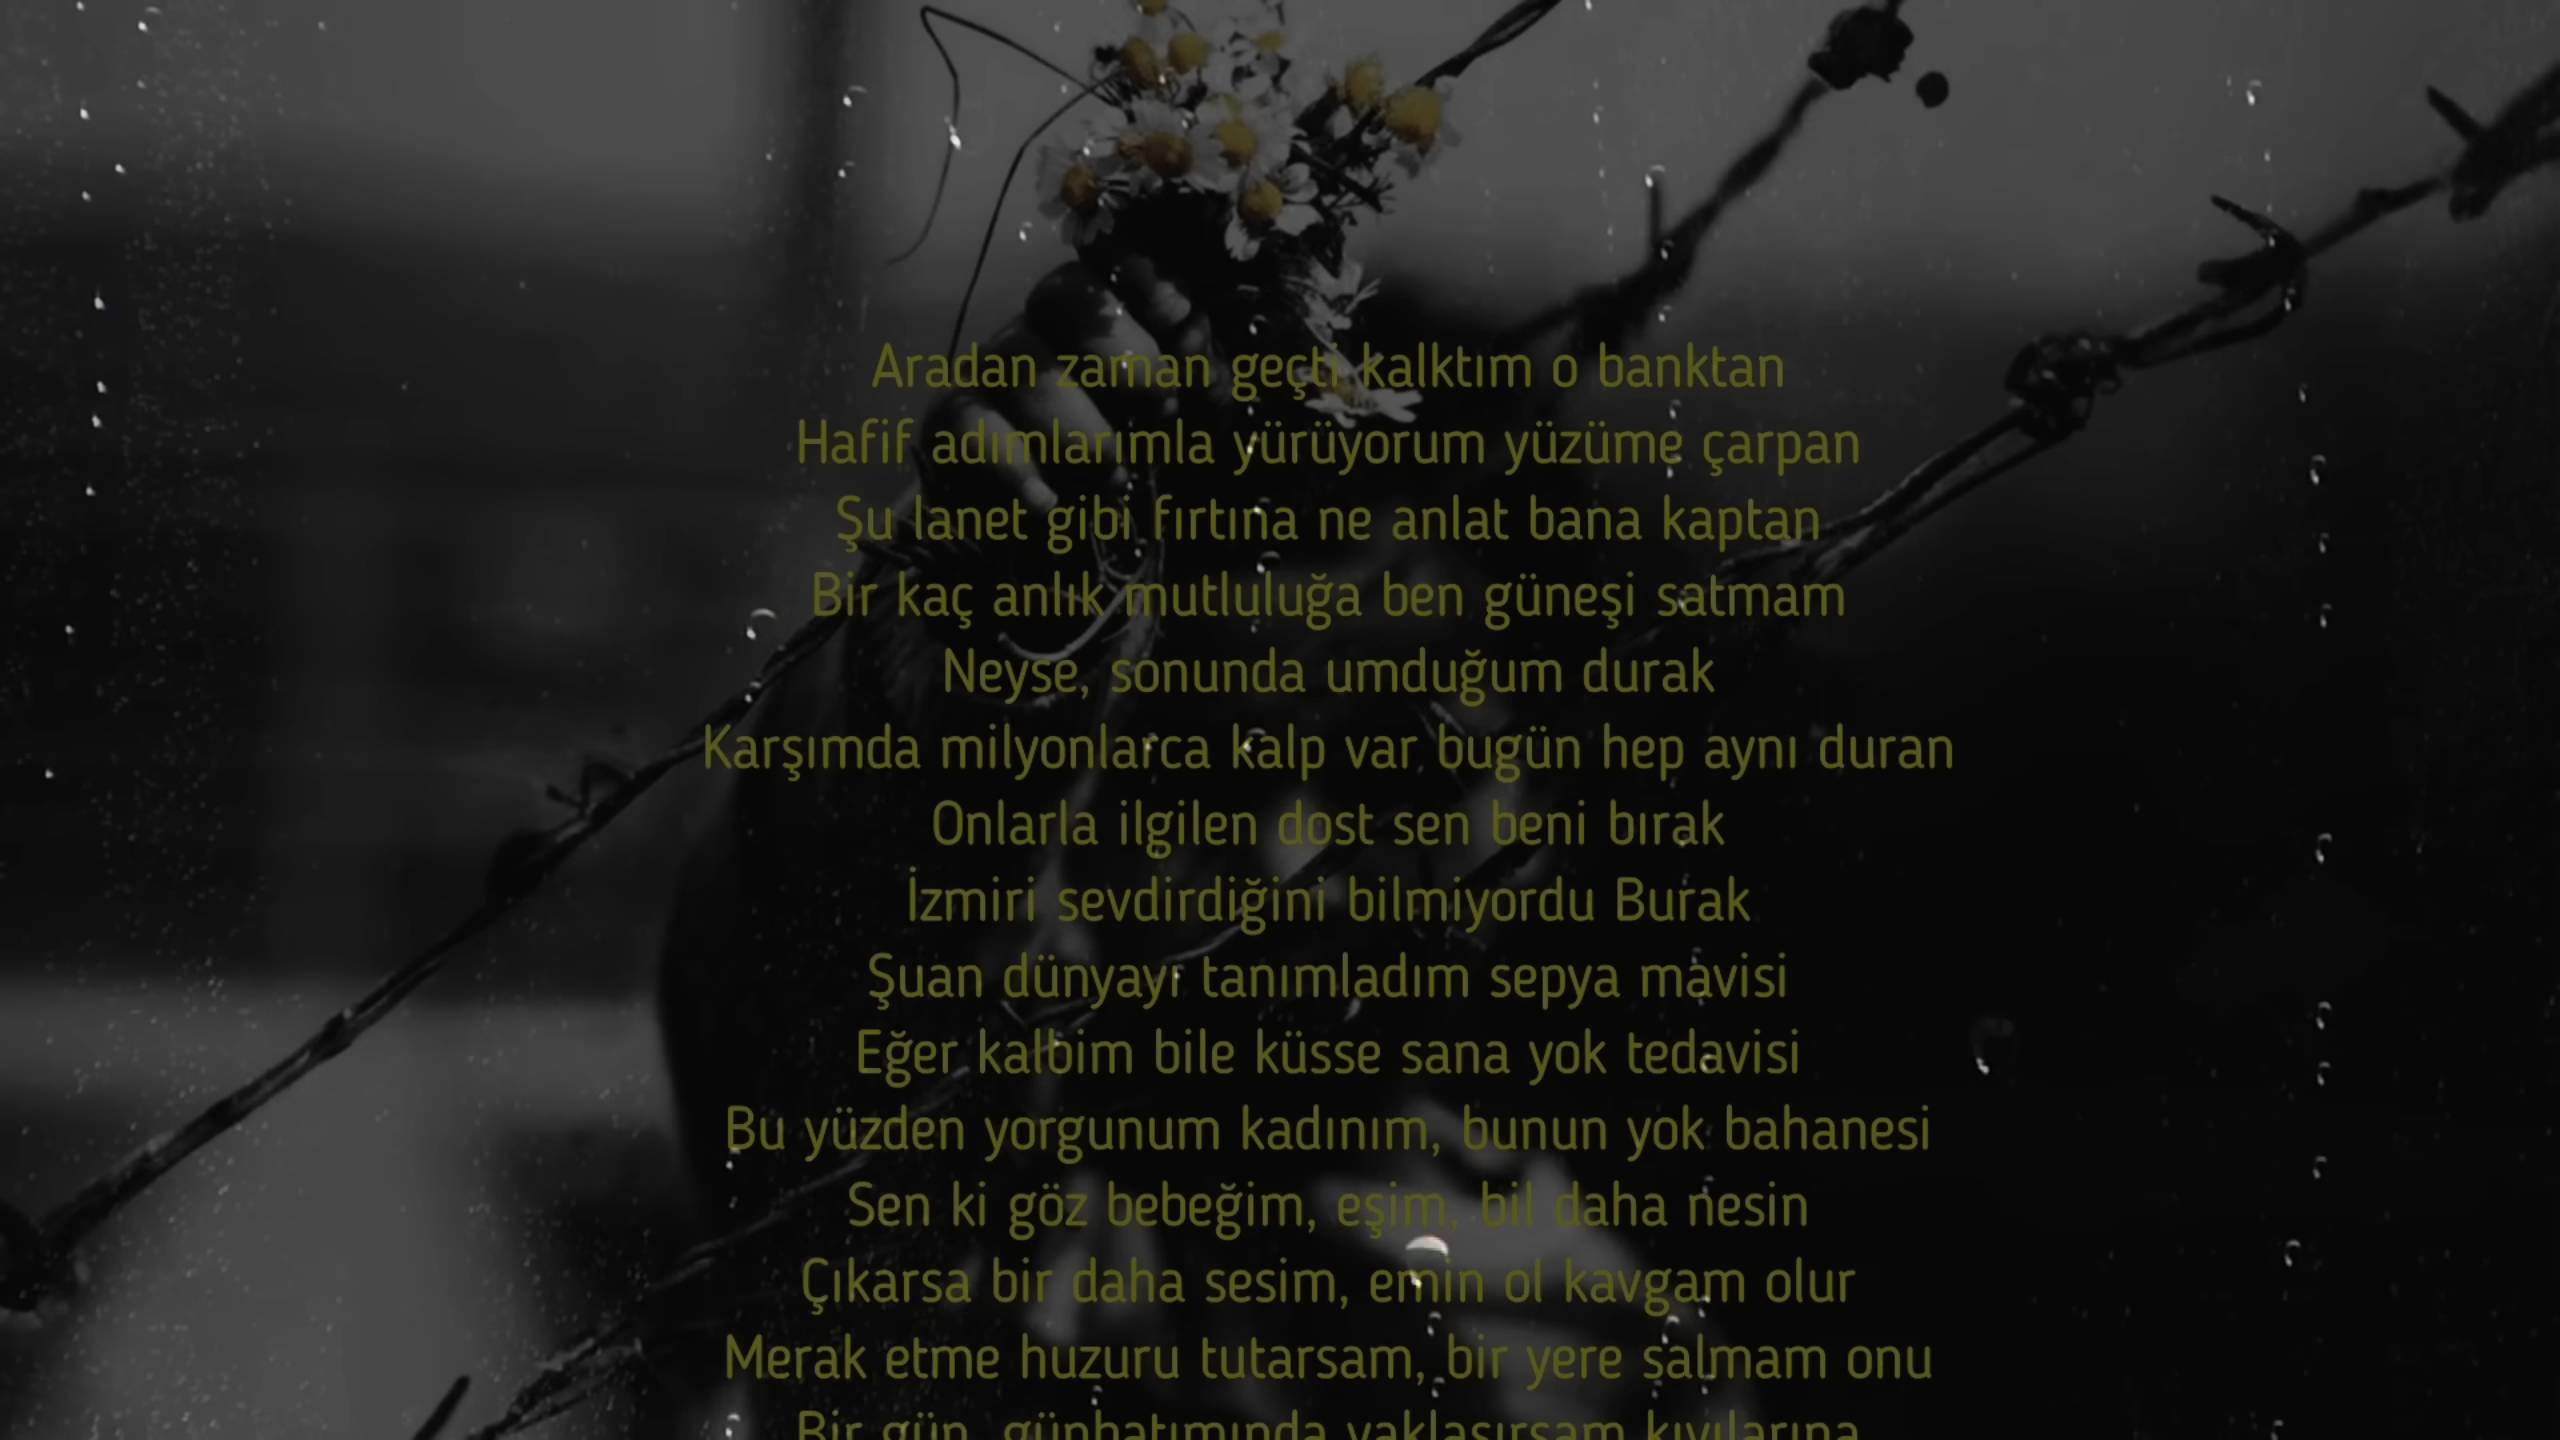 Aradan zaman geçti kalktım o banktan
Hafif adımlarımla yürüyorum yüzüme çarpan
Şu lanet gibi fırtına ne anlat bana kaptan
Bir kaç anlık mutluluğa ben güneşi satmam
Neyse, sonunda umduğum durak
Karşımda milyonlarca kalp var bugün hep aynı duran
Onlarla ilgilen dost sen beni bırak
İzmiri sevdirdiğini bilmiyordu Burak
Şuan dünyayı tanımladım sepya mavisi
Eğer kalbim bile küsse sana yok tedavisi
Bu yüzden yorgunum kadınım, bunun yok bahanesi
Sen ki göz bebeğim, eşim, bil daha nesin
Çıkarsa bir daha sesim, emin ol kavgam olur
Merak etme huzuru tutarsam, bir yere salmam onu
Bir gün, günbatımında yaklaşırsam kıyılarına